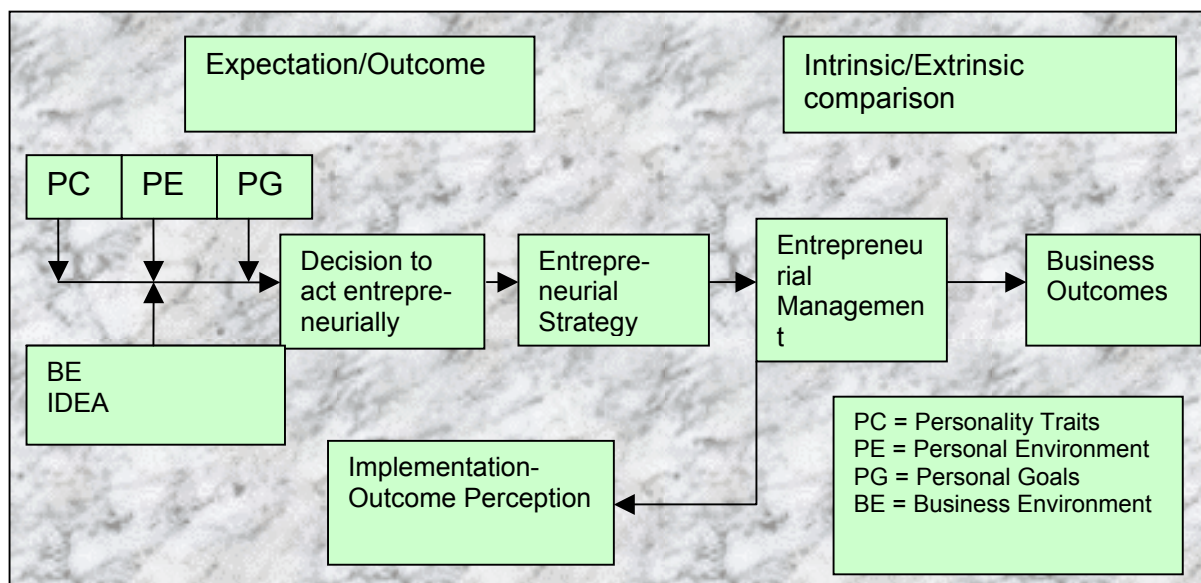 Expectation/Outcome
Intrinsic/Extrinsic
comparison
PC
PE
PG
Decision to
act entrepre-
neurially
Entrepre-
neurial
Strategy
Entrepreneu
rial
Managemen
t
Business
Outcomes
BE
IDEA
Implementation-
Outcome Perception
PC = Personality Traits
PE = Personal Environment
PG = Personal Goals
BE = Business Environment